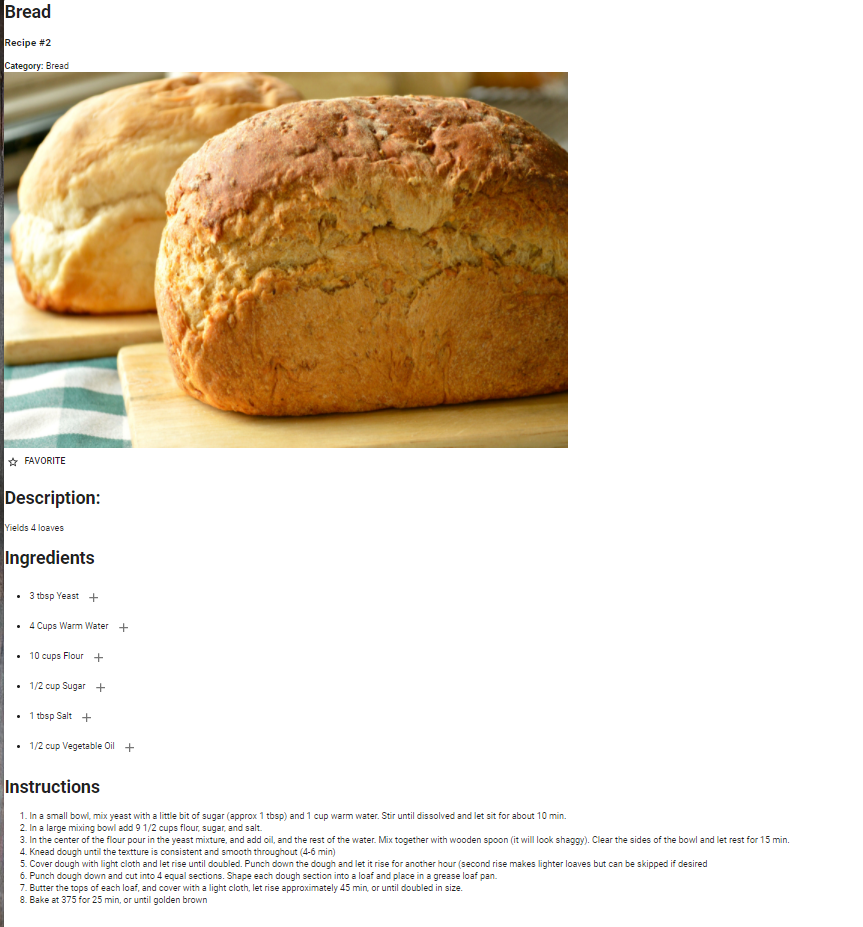 Bread
Recipe #2
Category: Bread
FAVORITE
Description:
Yields 4 loaves
Ingredients
3 tbsp Yeast
4 Cups Warm Water
10 cups Flour
1/2 cup Sugar
1 tbsp Salt
1/2 cup Vegetable Oil
Instructions
1. In a small bowl, mix yeast with a little bit of sugar (approx 1 tbsp) and 1 cup warm water. Stir until dissolved and let sit for about 10 min.
2. In a large mixing bowl add 9 1/2 cups flour, sugar, and salt.
3. In the center of the flour pour in the yeast mixture, and add oil, and the rest of the water. Mix together with wooden spoon (it will look shaggy). Clear the sides of the bowl and let rest for 15 min.
4. Knead dough until the textture is consistent and smooth throughout (4-6 min)
5. Cover dough with light cloth and let rise until doubled. Punch down the dough and let it rise for another hour (second rise makes lighter loaves but can be skipped if desired
6. Punch dough down and cut into 4 equal sections. Shape each dough section into a loaf and place in a grease loaf pan.
7. Butter the tops of each loaf, and cover with a light cloth, let rise approximately 45 min, or until doubled in size.
8. Bake at 375 for 25 min, or until golden brown